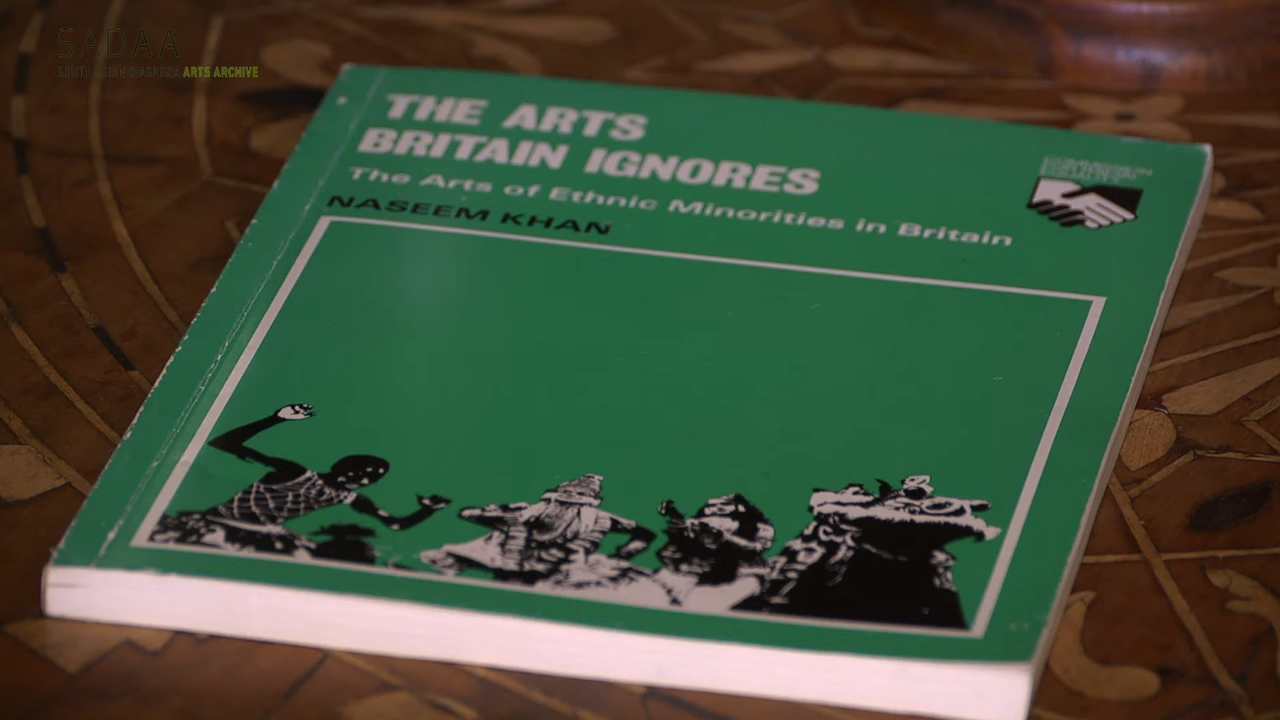 SADAA
SOUTH ASIAN DIASPORA ARTS ARCHIVE
THE ARTS
BRITAIN IGNORES
The Arts of Ethnic Minorities in Britain
NASEEM KHAN